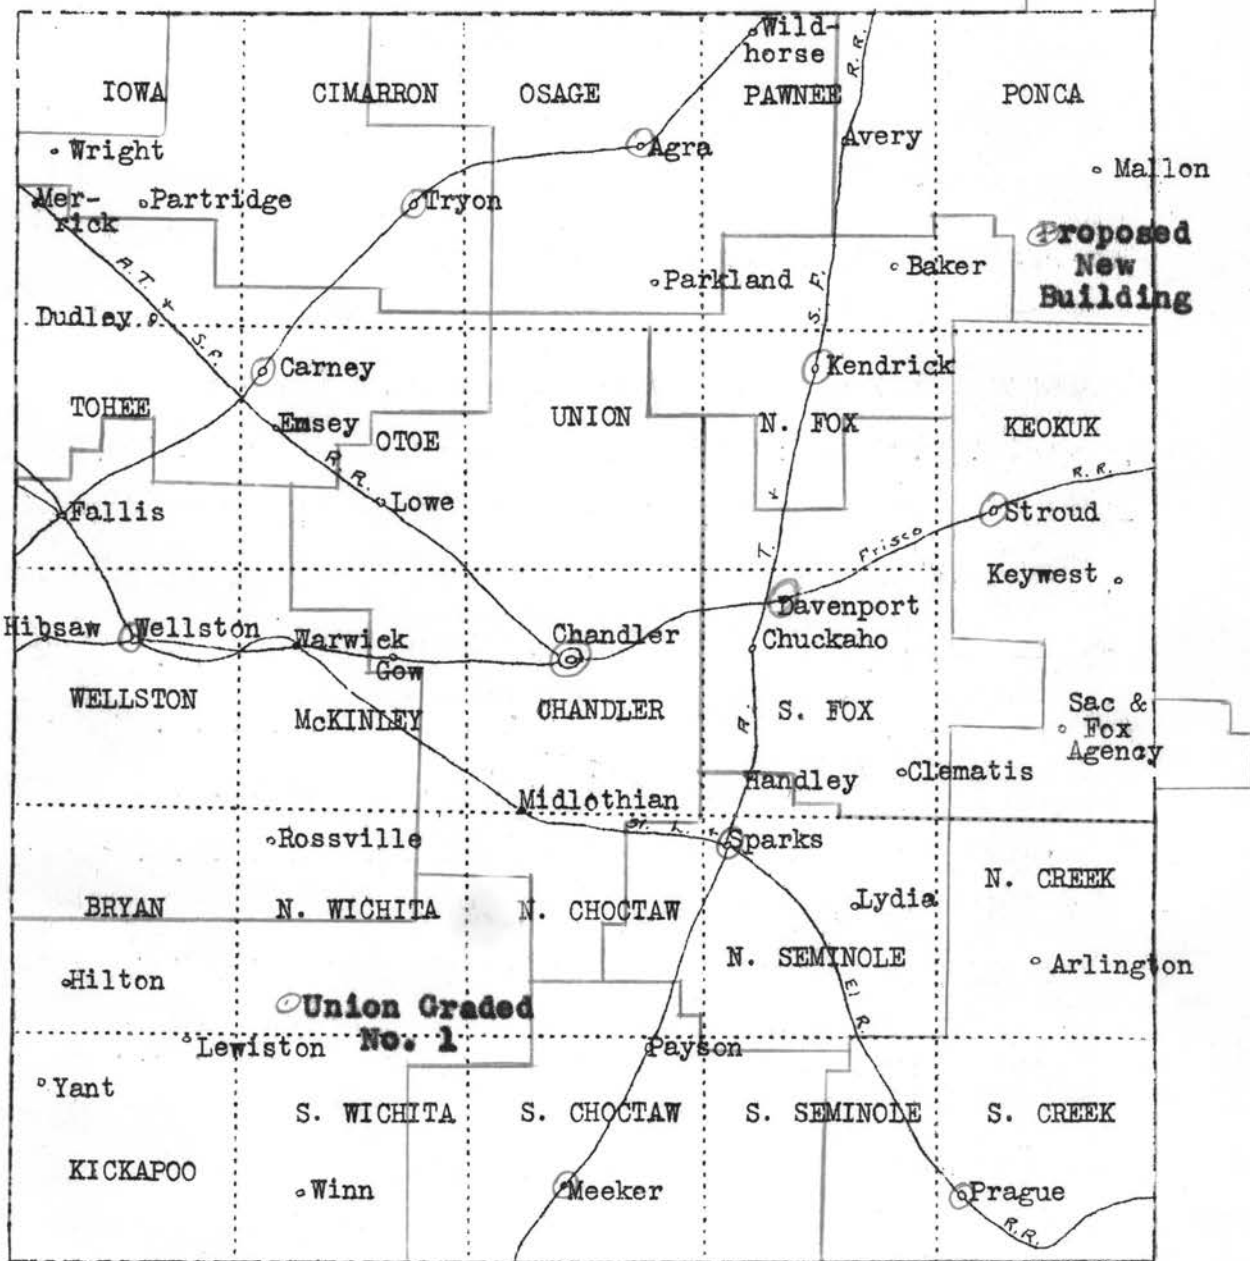 Wild-
horse
IOWA
CIMARRON
OSAGE
PAWNEE
R. R.
PONCA
Wright
Agra
Avery
Mallon
Mer-
rick
Partridge
Tryon
Proposed
New
Building
A. T. &
S. F.
Parkland
S. F.
Baker
Dudley
Carney
Kendrick
TOHEE
Emsey
OTOE
UNION
N. FOX
KEOKUK
R. R.
R. R.
Fallis
Lowe
Stroud
T. &
Frisco
Keywest
Davenport
Hibsaw
Wellston
Warwick
Gow
Chandler
Chuckaho
WELLSTON
McKINLEY
CHANDLER
A.
S. FOX
Sac &
Fox
Agency
Handley
Clematis
Midlothian
St. L. &
Rossville
Sparks
N. CREEK
BRYAN
N. WICHITA
N. CHOCTAW
Lydia
N. SEMINOLE
Arlington
Hilton
Union Graded
No. 1
El R.
Lewiston
Payson
Yant
S. WICHITA
S. CHOCTAW
S. SEMINOLE
S. CREEK
KICKAPOO
Winn
Meeker
Prague
R.R.